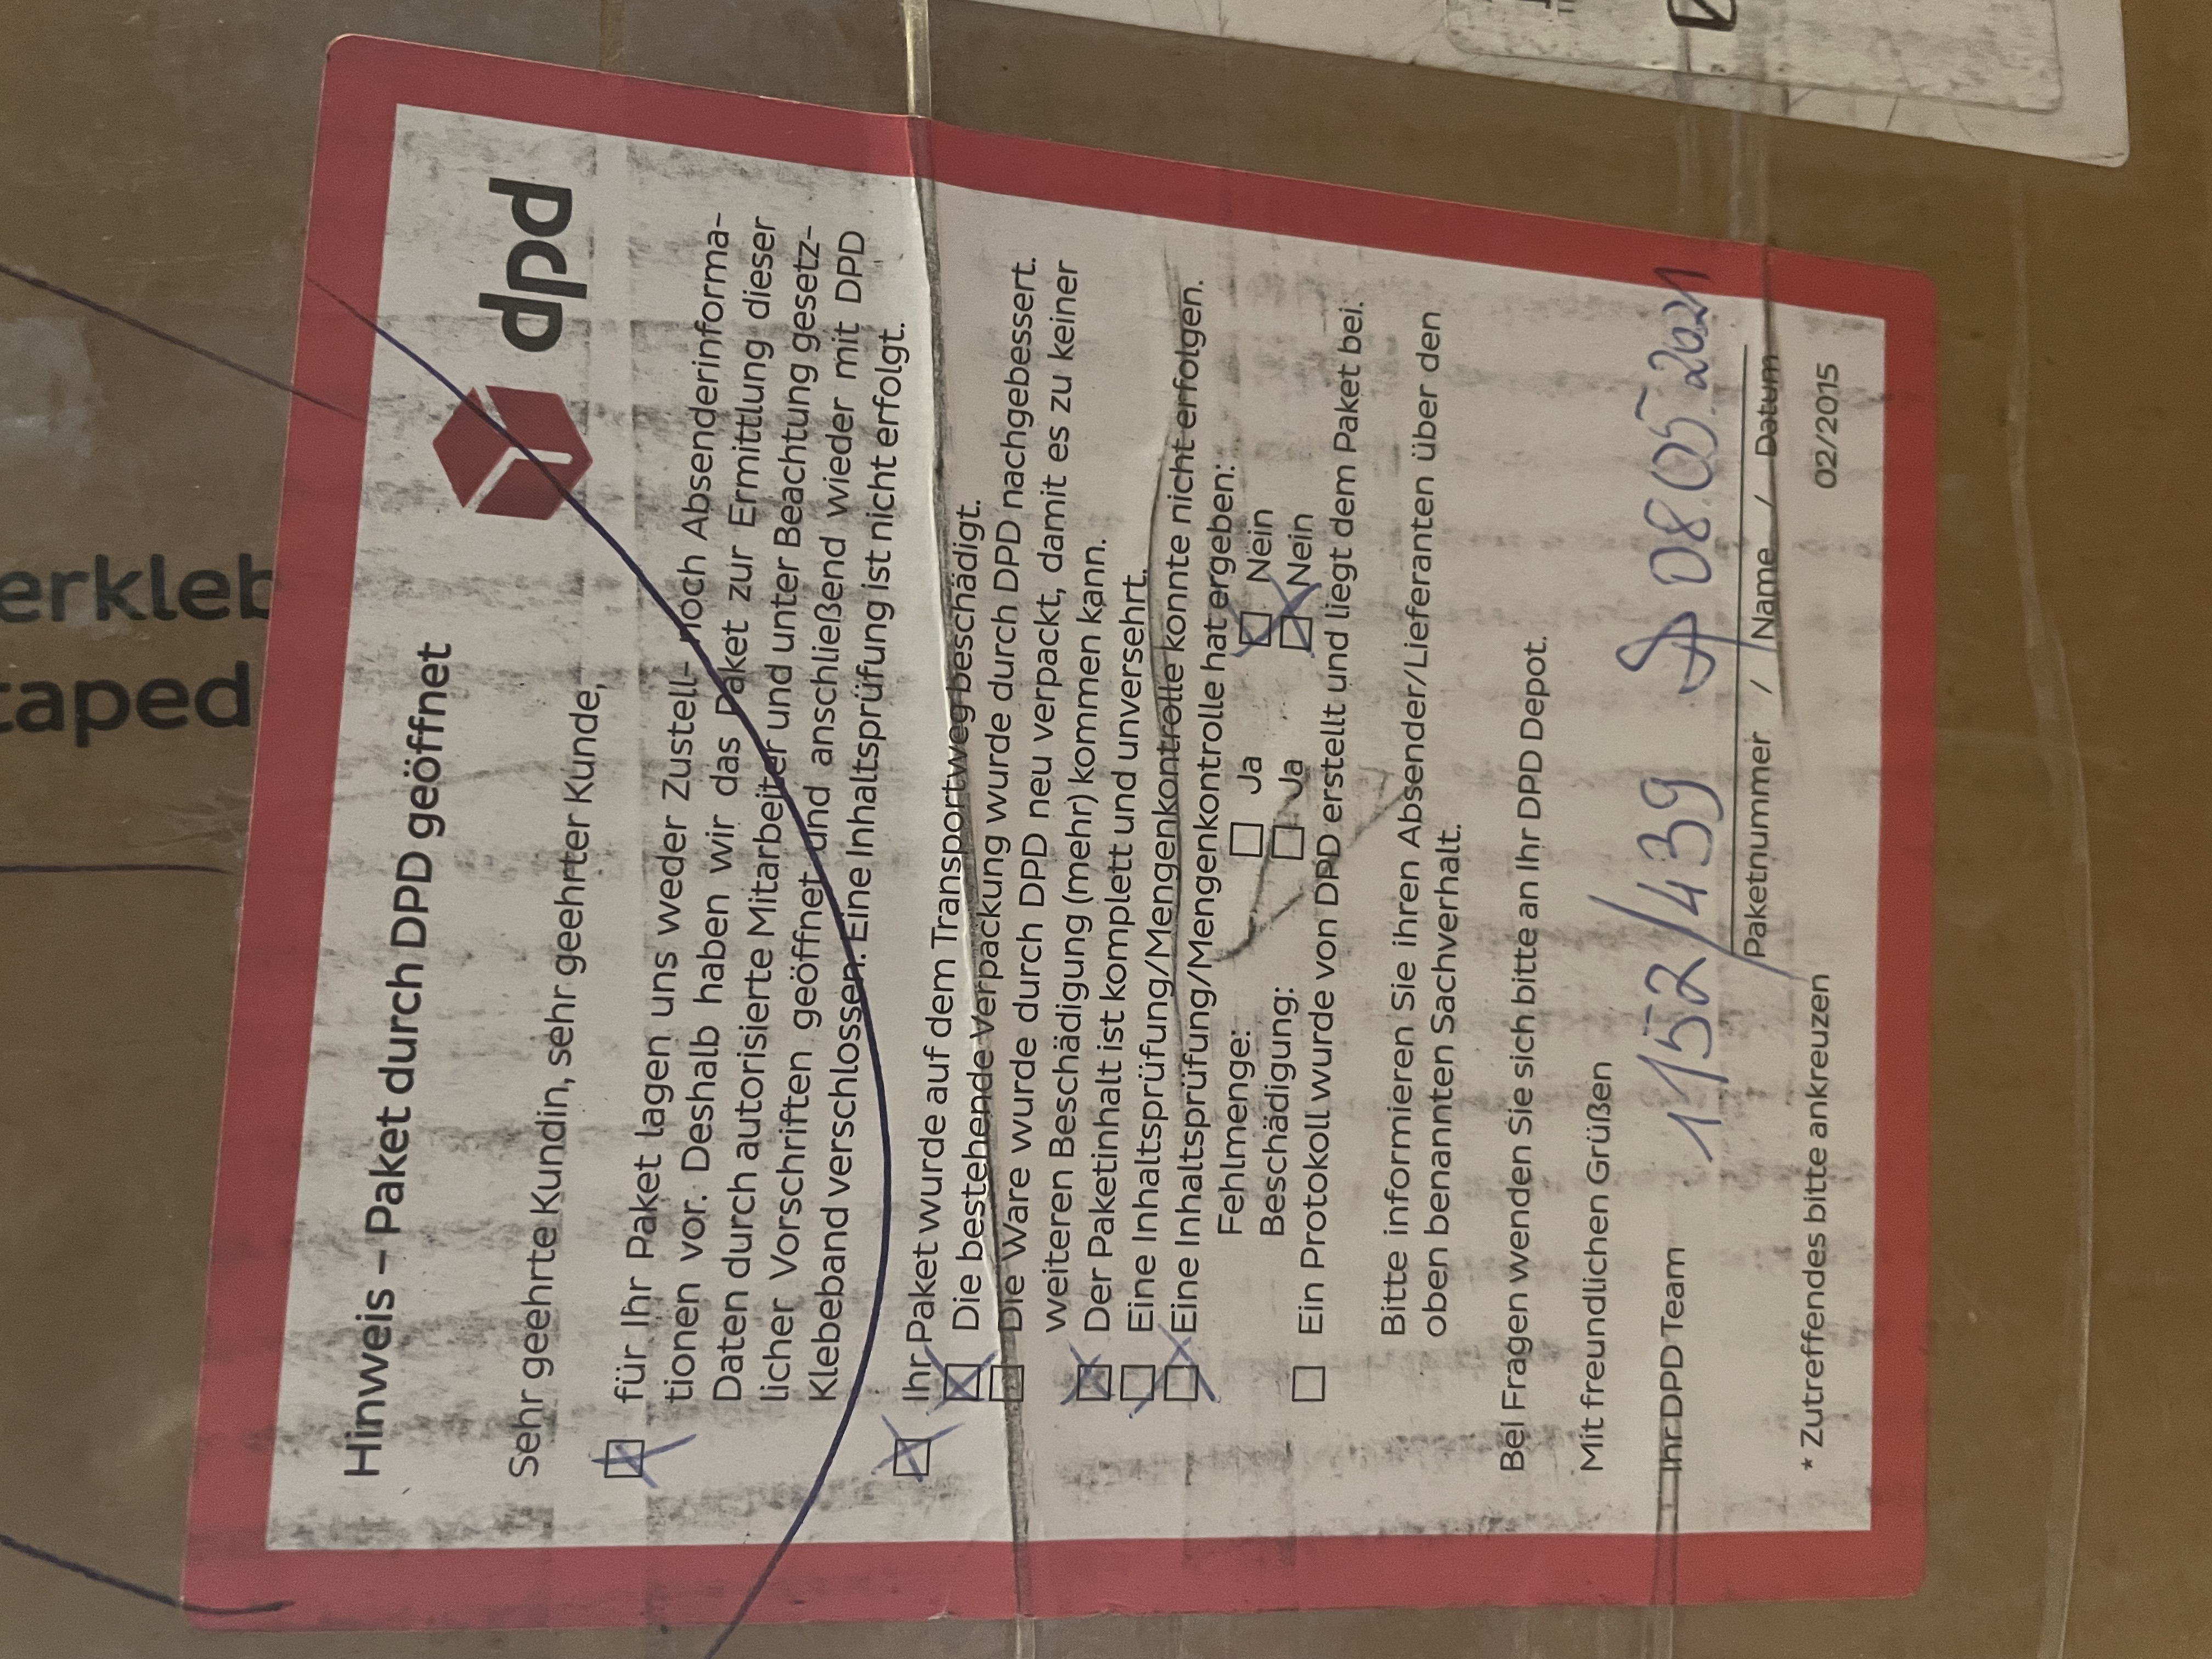 erkleb
taped
Hinweis – Paket durch DPD geöffnet
dpd
Sehr geehrte Kundin, sehr geehrter Kunde,
☒ für Ihr Paket lagen uns weder Zustell- noch Absenderinforma-
tionen vor. Deshalb haben wir das Paket zur Ermittlung dieser
Daten durch autorisierte Mitarbeiter und unter Beachtung gesetz-
licher Vorschriften geöffnet und anschließend wieder mit DPD
Klebeband verschlossen. Eine Inhaltsprüfung ist nicht erfolgt.
☒ Ihr Paket wurde auf dem Transportweg beschädigt.
☒ Die bestehende Verpackung wurde durch DPD nachgebessert.
☐ Die Ware wurde durch DPD neu verpackt, damit es zu keiner
weiteren Beschädigung (mehr) kommen kann.
☒ Der Paketinhalt ist komplett und unversehrt.
☐ Eine Inhaltsprüfung/Mengenkontrolle konnte nicht erfolgen.
☒ Eine Inhaltsprüfung/Mengenkontrolle hat ergeben:
Fehlmenge: ☐ Ja ☒ Nein
Beschädigung: ☐ Ja ☒ Nein
☐ Ein Protokoll wurde von DPD erstellt und liegt dem Paket bei.
Bitte informieren Sie ihren Absender/Lieferanten über den
oben benannten Sachverhalt.
Bei Fragen wenden Sie sich bitte an Ihr DPD Depot.
Mit freundlichen Grüßen
Ihr DPD Team 1152/439 08.05.2021
Paketnummer / Name / Datum
* Zutreffendes bitte ankreuzen 02/2015